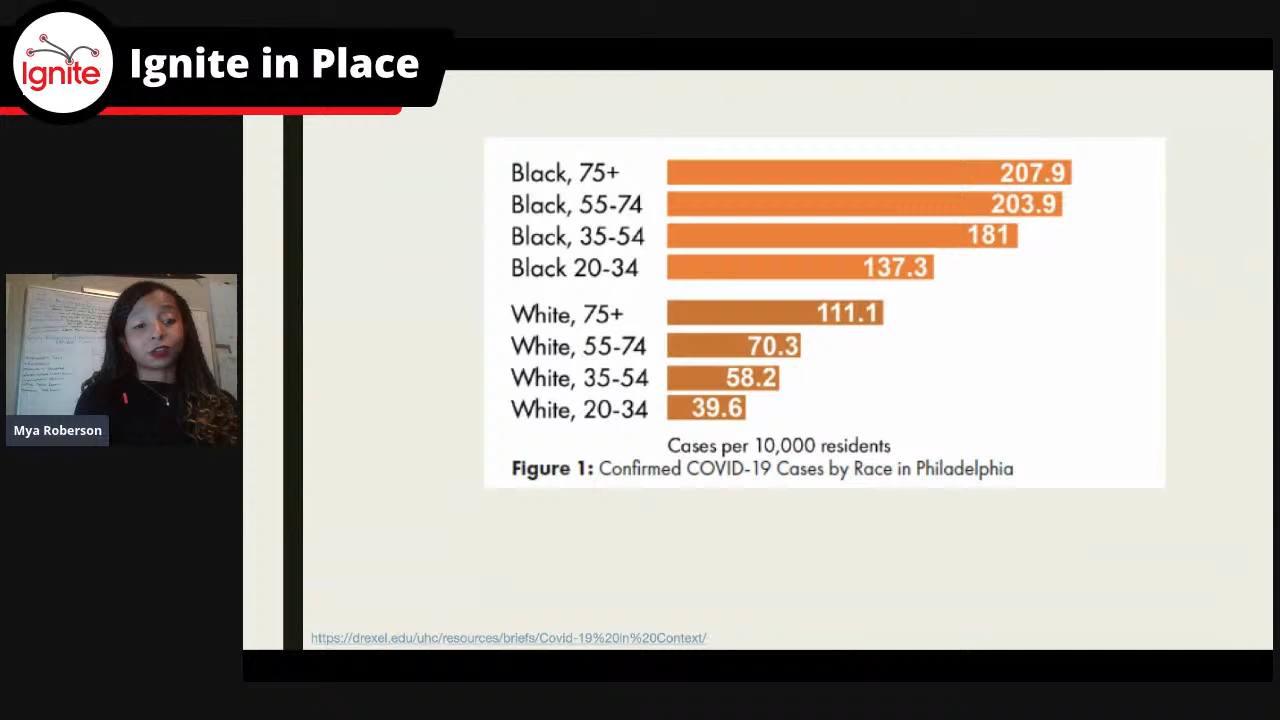 Ignite
Ignite in Place
Black, 75+ 207.9
Black, 55-74 203.9
Black, 35-54 181
Black 20-34 137.3
White, 75+ 111.1
White, 55-74 70.3
White, 35-54 58.2
White, 20-34 39.6
Cases per 10,000 residents
Figure 1: Confirmed COVID-19 Cases by Race in Philadelphia
Mya Roberson
https://drexel.edu/uhc/resources/briefs/Covid-19%20in%20Context/